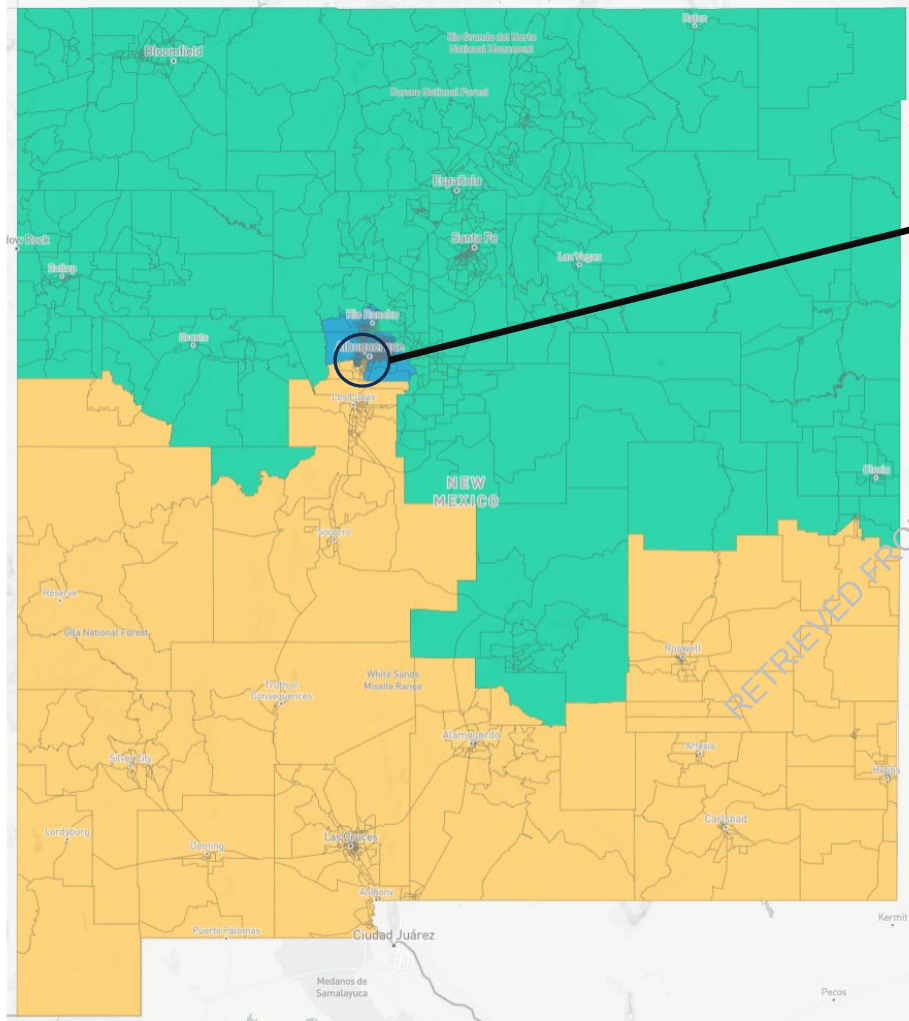 Raton
Rio Grande del Norte
National Monument
Bloomfield
Carson National Forest
Española
low Rock
Santa Fe
Las Vegas
Gallup
Rio Rancho
Grants
Albuquerque
Los Lunas
Clovis
NEW
MEXICO
Socorro
RETRIEVED FRO
Reserve
Gila National Forest
Roswell
White Sands
Missile Range
Truth or
Consequences
Alamogordo
Artesia
Silver City
Hobbs
Carlsbad
Lordsburg
Las Cruces
Deming
Anthony
Kermit
Puerto Palomas
Ciudad Juárez
Medanos de
Samalayuca
Pecos